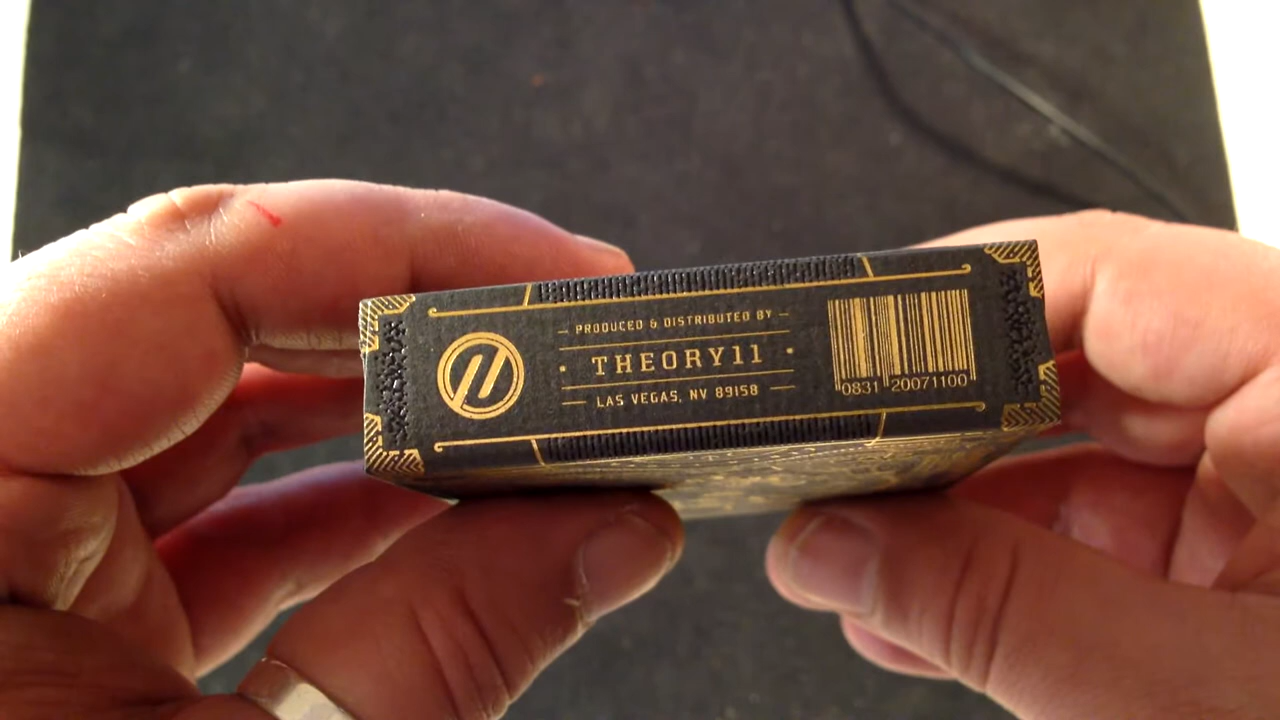 PRODUCED & DISTRIBUTED BY
THEORY11
LAS VEGAS, NV 89158
0831 20071100